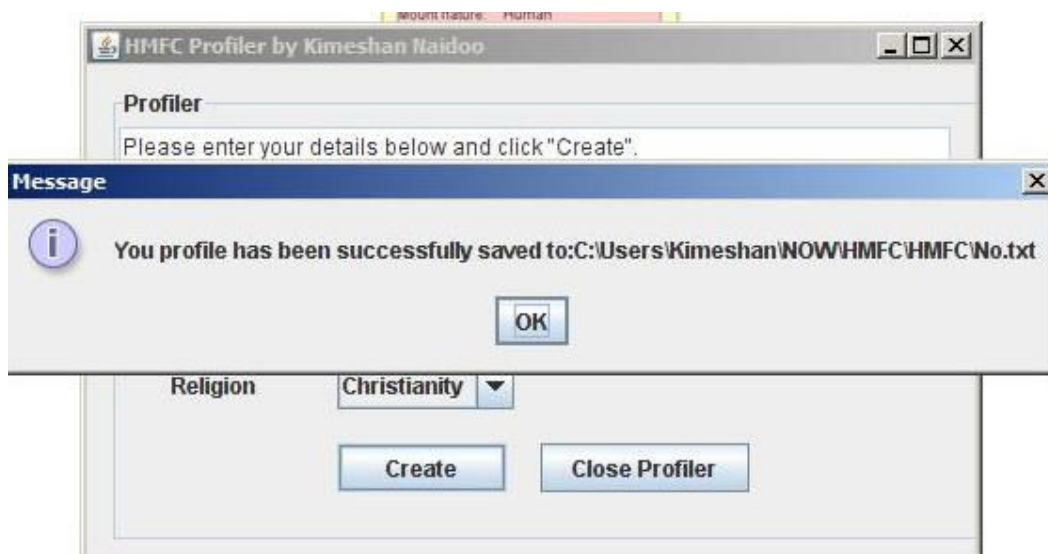 Mount nature: Human
HMFC Profiler by Kimeshan Naidoo
Profiler
Please enter your details below and click "Create".
Message
You profile has been successfully saved to:C:\Users\Kimeshan\NOW\HMFC\HMFC\No.txt
OK
Religion Christianity
Create Close Profiler